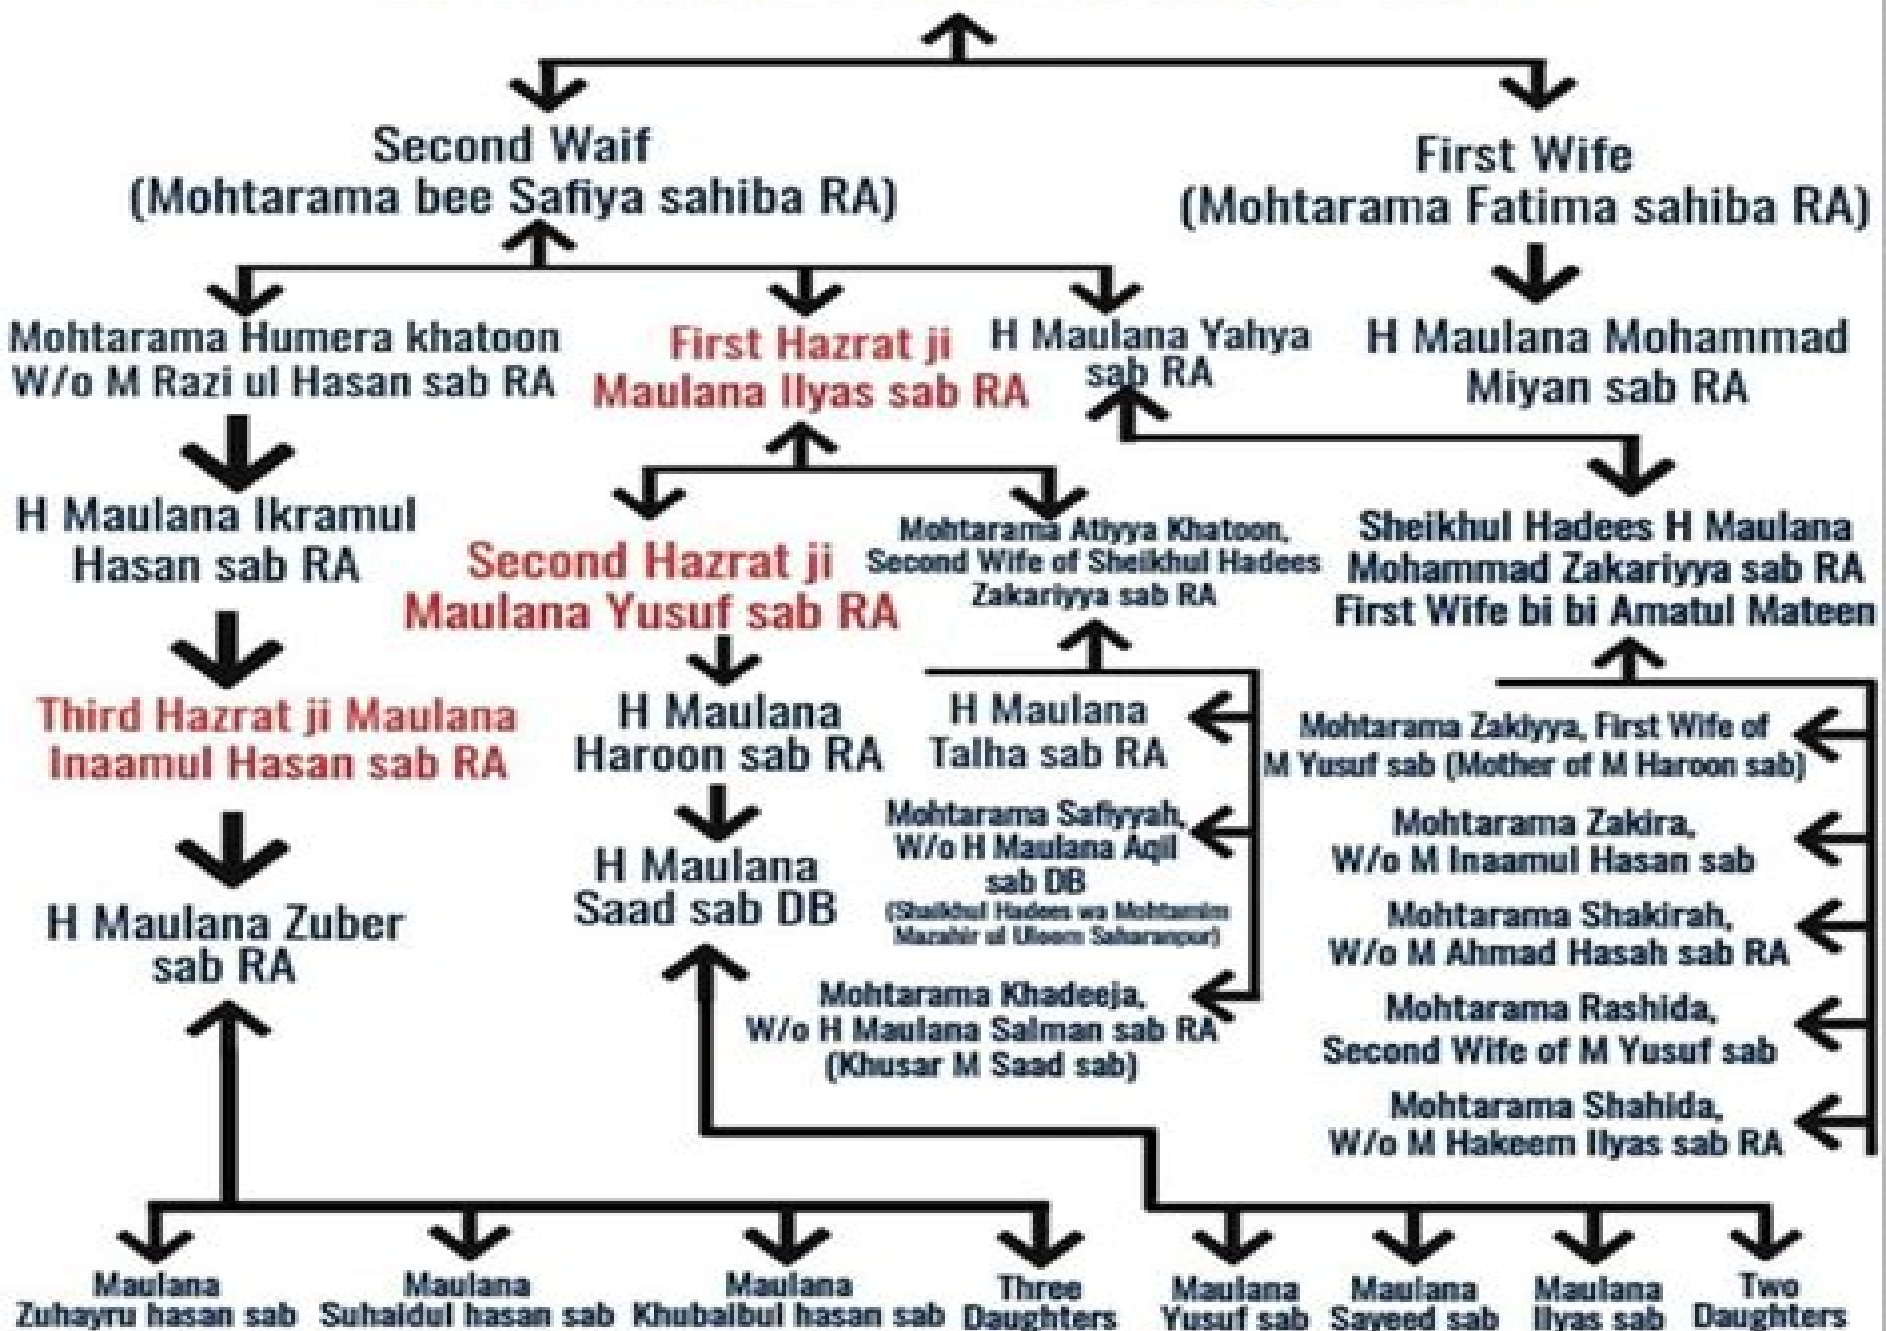 Second Waif
(Mohtarama bee Safiya sahiba RA)
First Wife
(Mohtarama Fatima sahiba RA)
Mohtarama Humera khatoon
W/o M Razi ul Hasan sab RA
First Hazrat ji
Maulana Ilyas sab RA
H Maulana Yahya
sab RA
H Maulana Mohammad
Miyan sab RA
H Maulana Ikramul
Hasan sab RA
Second Hazrat ji
Maulana Yusuf sab RA
Mohtarama Atiyya Khatoon,
Second Wife of Sheikhul Hadees
Zakariyya sab RA
Sheikhul Hadees H Maulana
Mohammad Zakariyya sab RA
First Wife bi bi Amatul Mateen
Third Hazrat ji Maulana
Inaamul Hasan sab RA
H Maulana
Haroon sab RA
H Maulana
Talha sab RA
Mohtarama Zakiyya, First Wife of
M Yusuf sab (Mother of M Haroon sab)
Mohtarama Safiyyah,
W/o H Maulana Aqil
sab DB
(Shaikhul Hadees wa Mohtamim
Mazahir ul Uloom Saharanpur)
Mohtarama Zakira,
W/o M Inaamul Hasan sab
H Maulana Zuber
sab RA
H Maulana
Saad sab DB
Mohtarama Shakirah,
W/o M Ahmad Hasah sab RA
Mohtarama Khadeeja,
W/o H Maulana Salman sab RA
(Khusar M Saad sab)
Mohtarama Rashida,
Second Wife of M Yusuf sab
Mohtarama Shahida,
W/o M Hakeem Ilyas sab RA
Maulana
Zuhayru hasan sab
Maulana
Suhaidul hasan sab
Maulana
Khubaibul hasan sab
Three
Daughters
Maulana
Yusuf sab
Maulana
Sayeed sab
Maulana
Ilyas sab
Two
Daughters